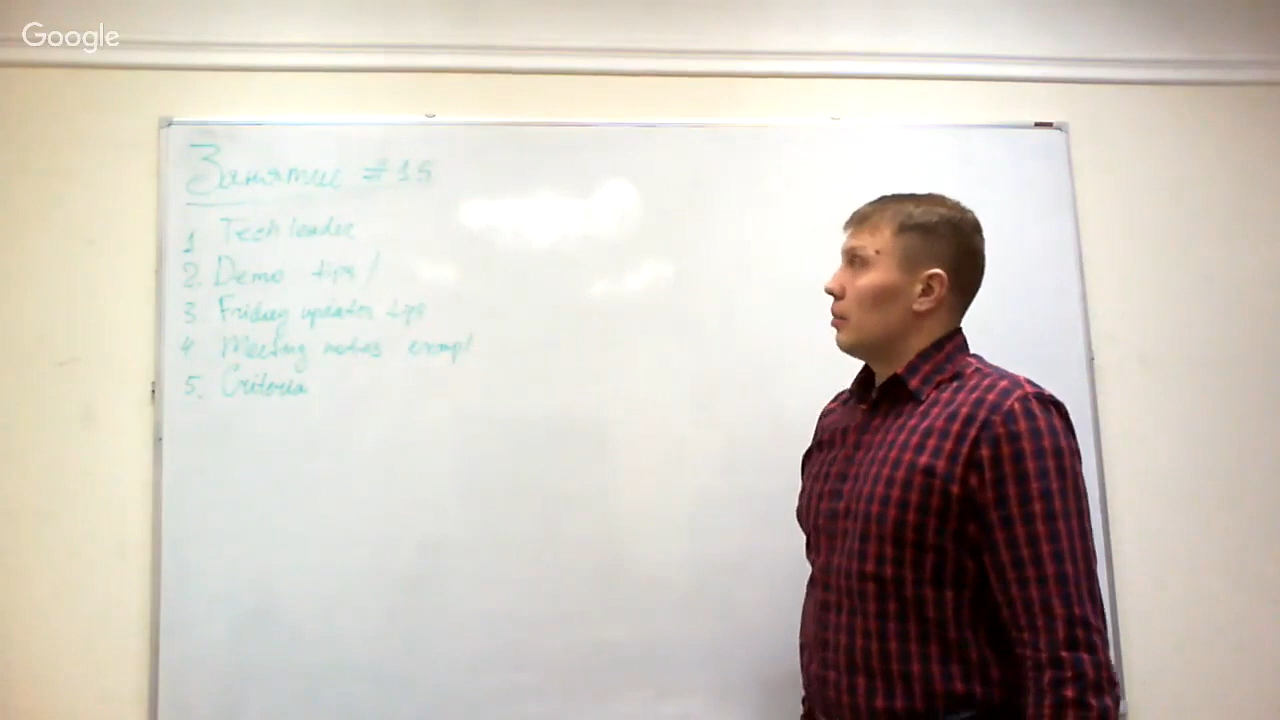 Google
Занятие #15
1 Tech leader
2. Demo tips /
3 Friday updates tips
4 Meeting notes exampl
5. Criteria